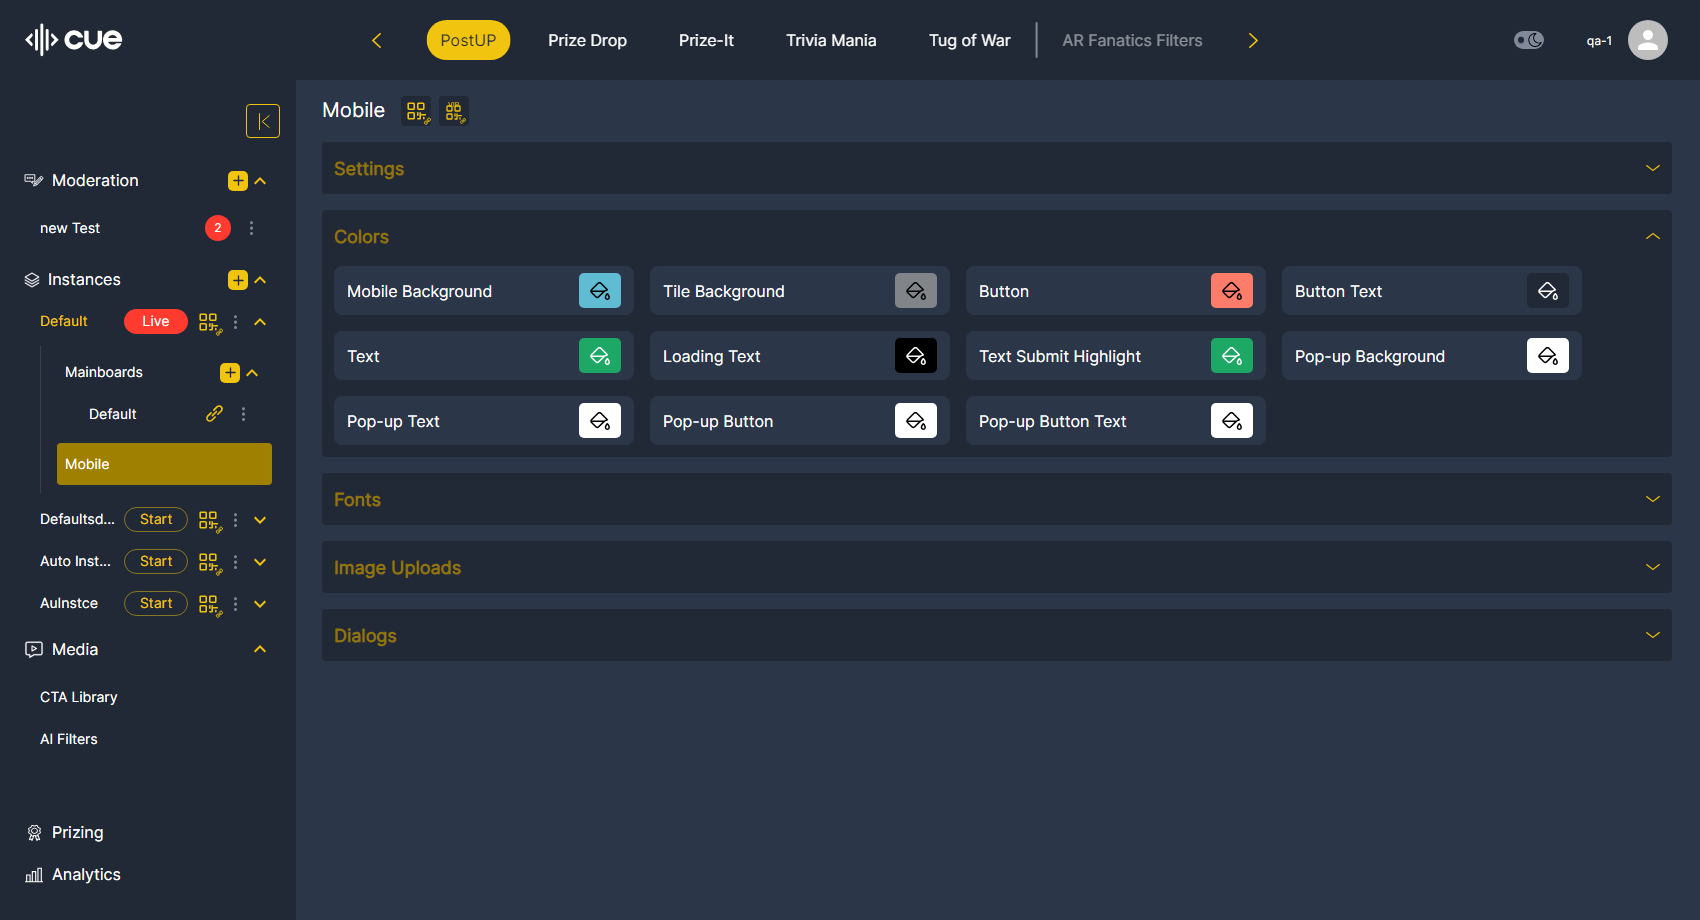 cue
PostUP
Prize Drop
Prize-It
Trivia Mania
Tug of War
AR Fanatics Filters
qa-1
Moderation
new Test
2
Instances
Default
Live
Mainboards
Default
Mobile
Defaultsd...
Start
Auto Inst...
Start
AuInstce
Start
Media
CTA Library
AI Filters
Prizing
Analytics
Mobile
Settings
Colors
Mobile Background
Tile Background
Button
Button Text
Text
Loading Text
Text Submit Highlight
Pop-up Background
Pop-up Text
Pop-up Button
Pop-up Button Text
Fonts
Image Uploads
Dialogs